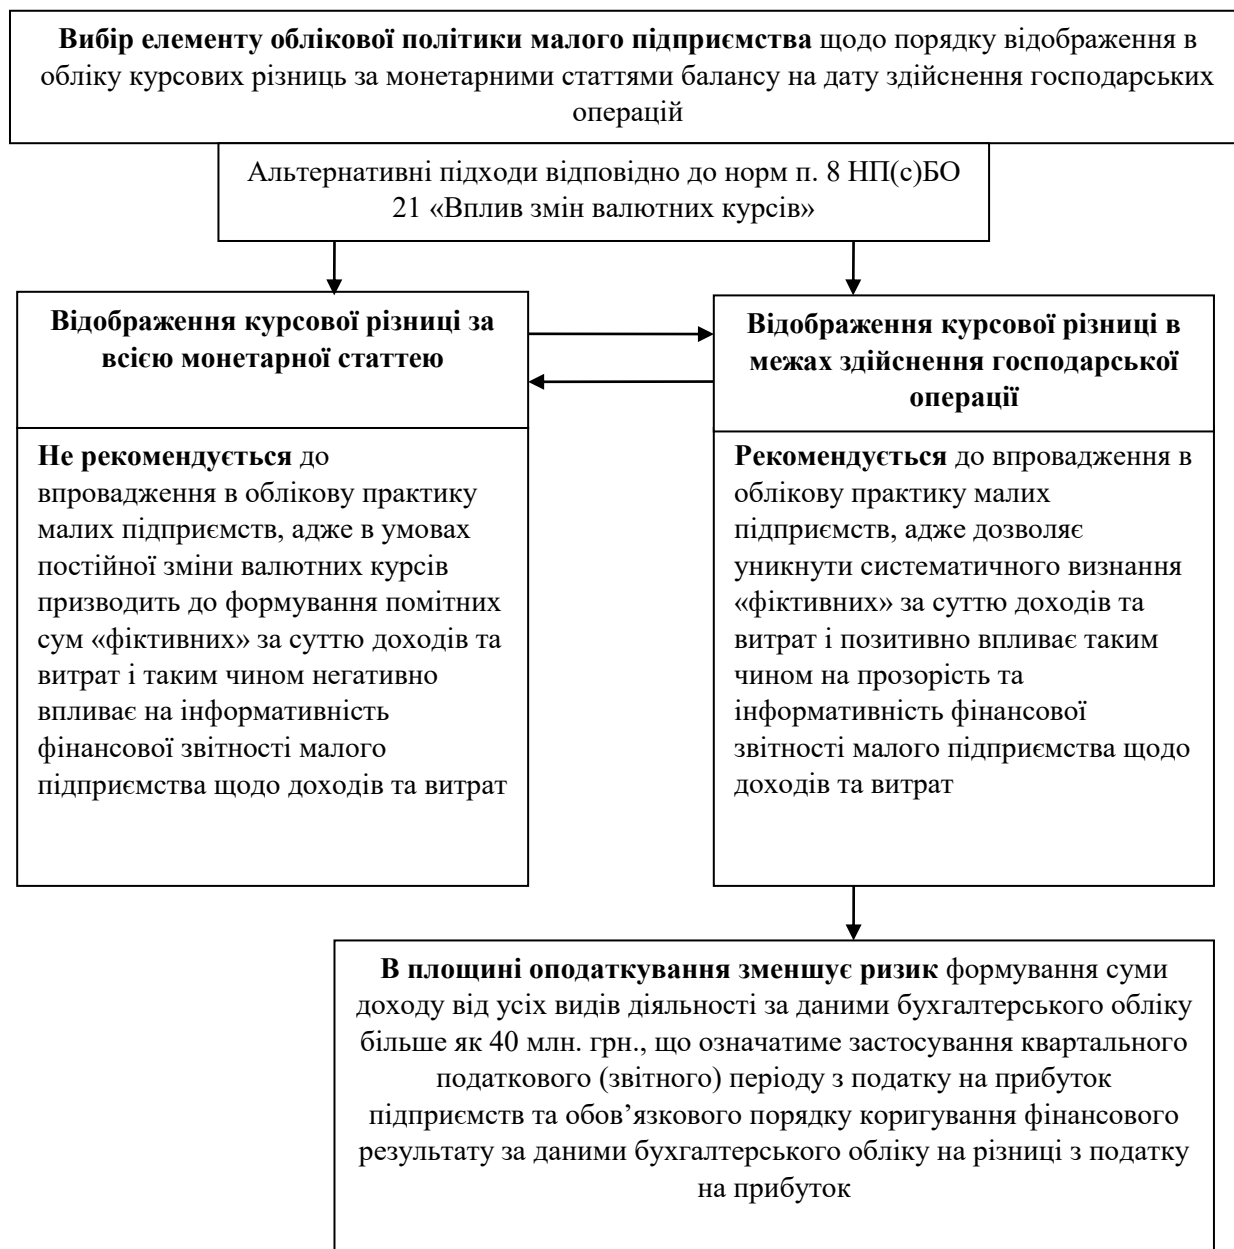 Вибір елементу облікової політики малого підприємства щодо порядку відображення в
обліку курсових різниць за монетарними статтями балансу на дату здійснення господарських
операцій
Альтернативні підходи відповідно до норм п. 8 НП(с)БО
21 «Вплив змін валютних курсів»
Відображення курсової різниці за
всією монетарної статтею
Не рекомендується до
впровадження в облікову практику
малих підприємств, адже в умовах
постійної зміни валютних курсів
призводить до формування помітних
сум «фіктивних» за суттю доходів та
витрат і таким чином негативно
впливає на інформативність
фінансової звітності малого
підприємства щодо доходів та витрат
Відображення курсової різниці в
межах здійснення господарської
операції
Рекомендується до впровадження в
облікову практику малих
підприємств, адже дозволяє
уникнути систематичного визнання
«фіктивних» за суттю доходів та
витрат і позитивно впливає таким
чином на прозорість та
інформативність фінансової
звітності малого підприємства щодо
доходів та витрат
В площині оподаткування зменшує ризик формування суми
доходу від усіх видів діяльності за даними бухгалтерського обліку
більше як 40 млн. грн., що означатиме застосування квартального
податкового (звітного) періоду з податку на прибуток
підприємств та обов’язкового порядку коригування фінансового
результату за даними бухгалтерського обліку на різниці з податку
на прибуток